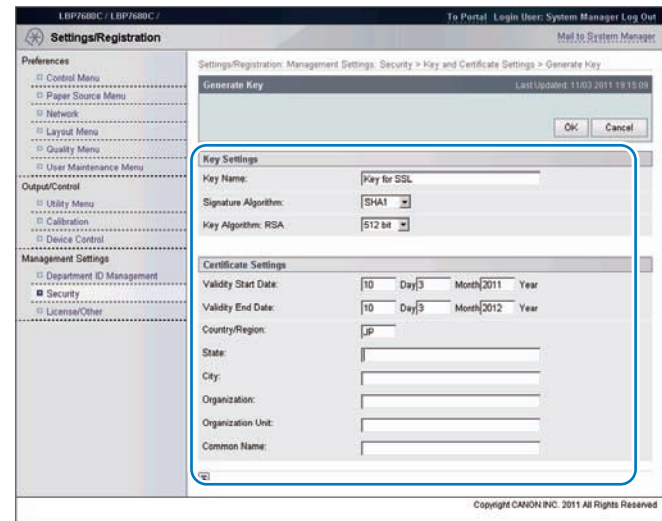 LBP7680C / LBP7680C / To Portal Login User: System Manager Log Out
Settings/Registration Mail to System Manager
Preferences
Control Menu
Paper Source Menu
Network
Layout Menu
Quality Menu
User Maintenance Menu
Output/Control
Utility Menu
Calibration
Device Control
Management Settings
Department ID Management
Security
License/Other
Settings/Registration: Management Settings: Security > Key and Certificate Settings > Generate Key
Generate Key Last Updated: 11/03 2011 19:15:09
OK Cancel
Key Settings
Key Name: Key for SSL
Signature Algorithm: SHA1
Key Algorithm: RSA 512 bit
Certificate Settings
Validity Start Date: 10 Day 3 Month 2011 Year
Validity End Date: 10 Day 3 Month 2012 Year
Country/Region: JP
State:
City:
Organization:
Organization Unit:
Common Name:
Copyright CANON INC. 2011 All Rights Reserved